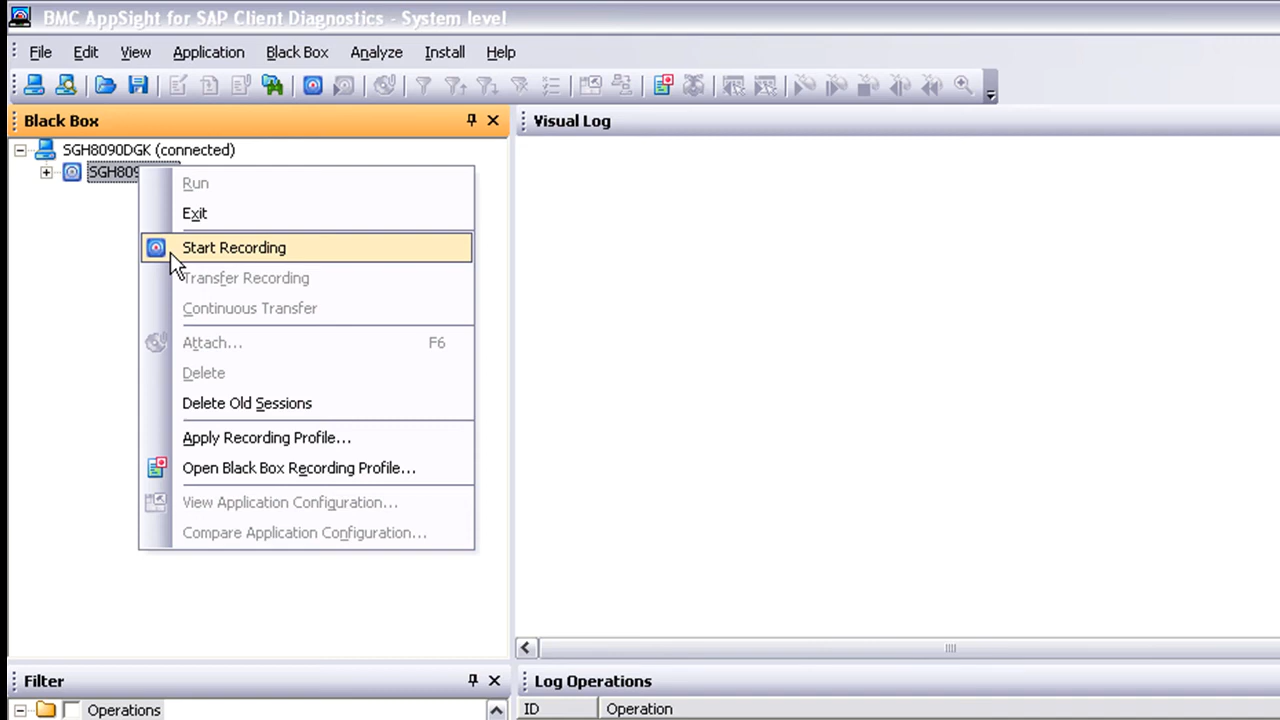 BMC AppSight for SAP Client Diagnostics - System level
File Edit View Application Black Box Analyze Install Help
Black Box
Visual Log
SGH8090DGK (connected)
Run
Exit
Start Recording
Transfer Recording
Continuous Transfer
Attach... F6
Delete
Delete Old Sessions
Apply Recording Profile...
Open Black Box Recording Profile...
View Application Configuration...
Compare Application Configuration...
Filter
Log Operations
Operations
ID Operation